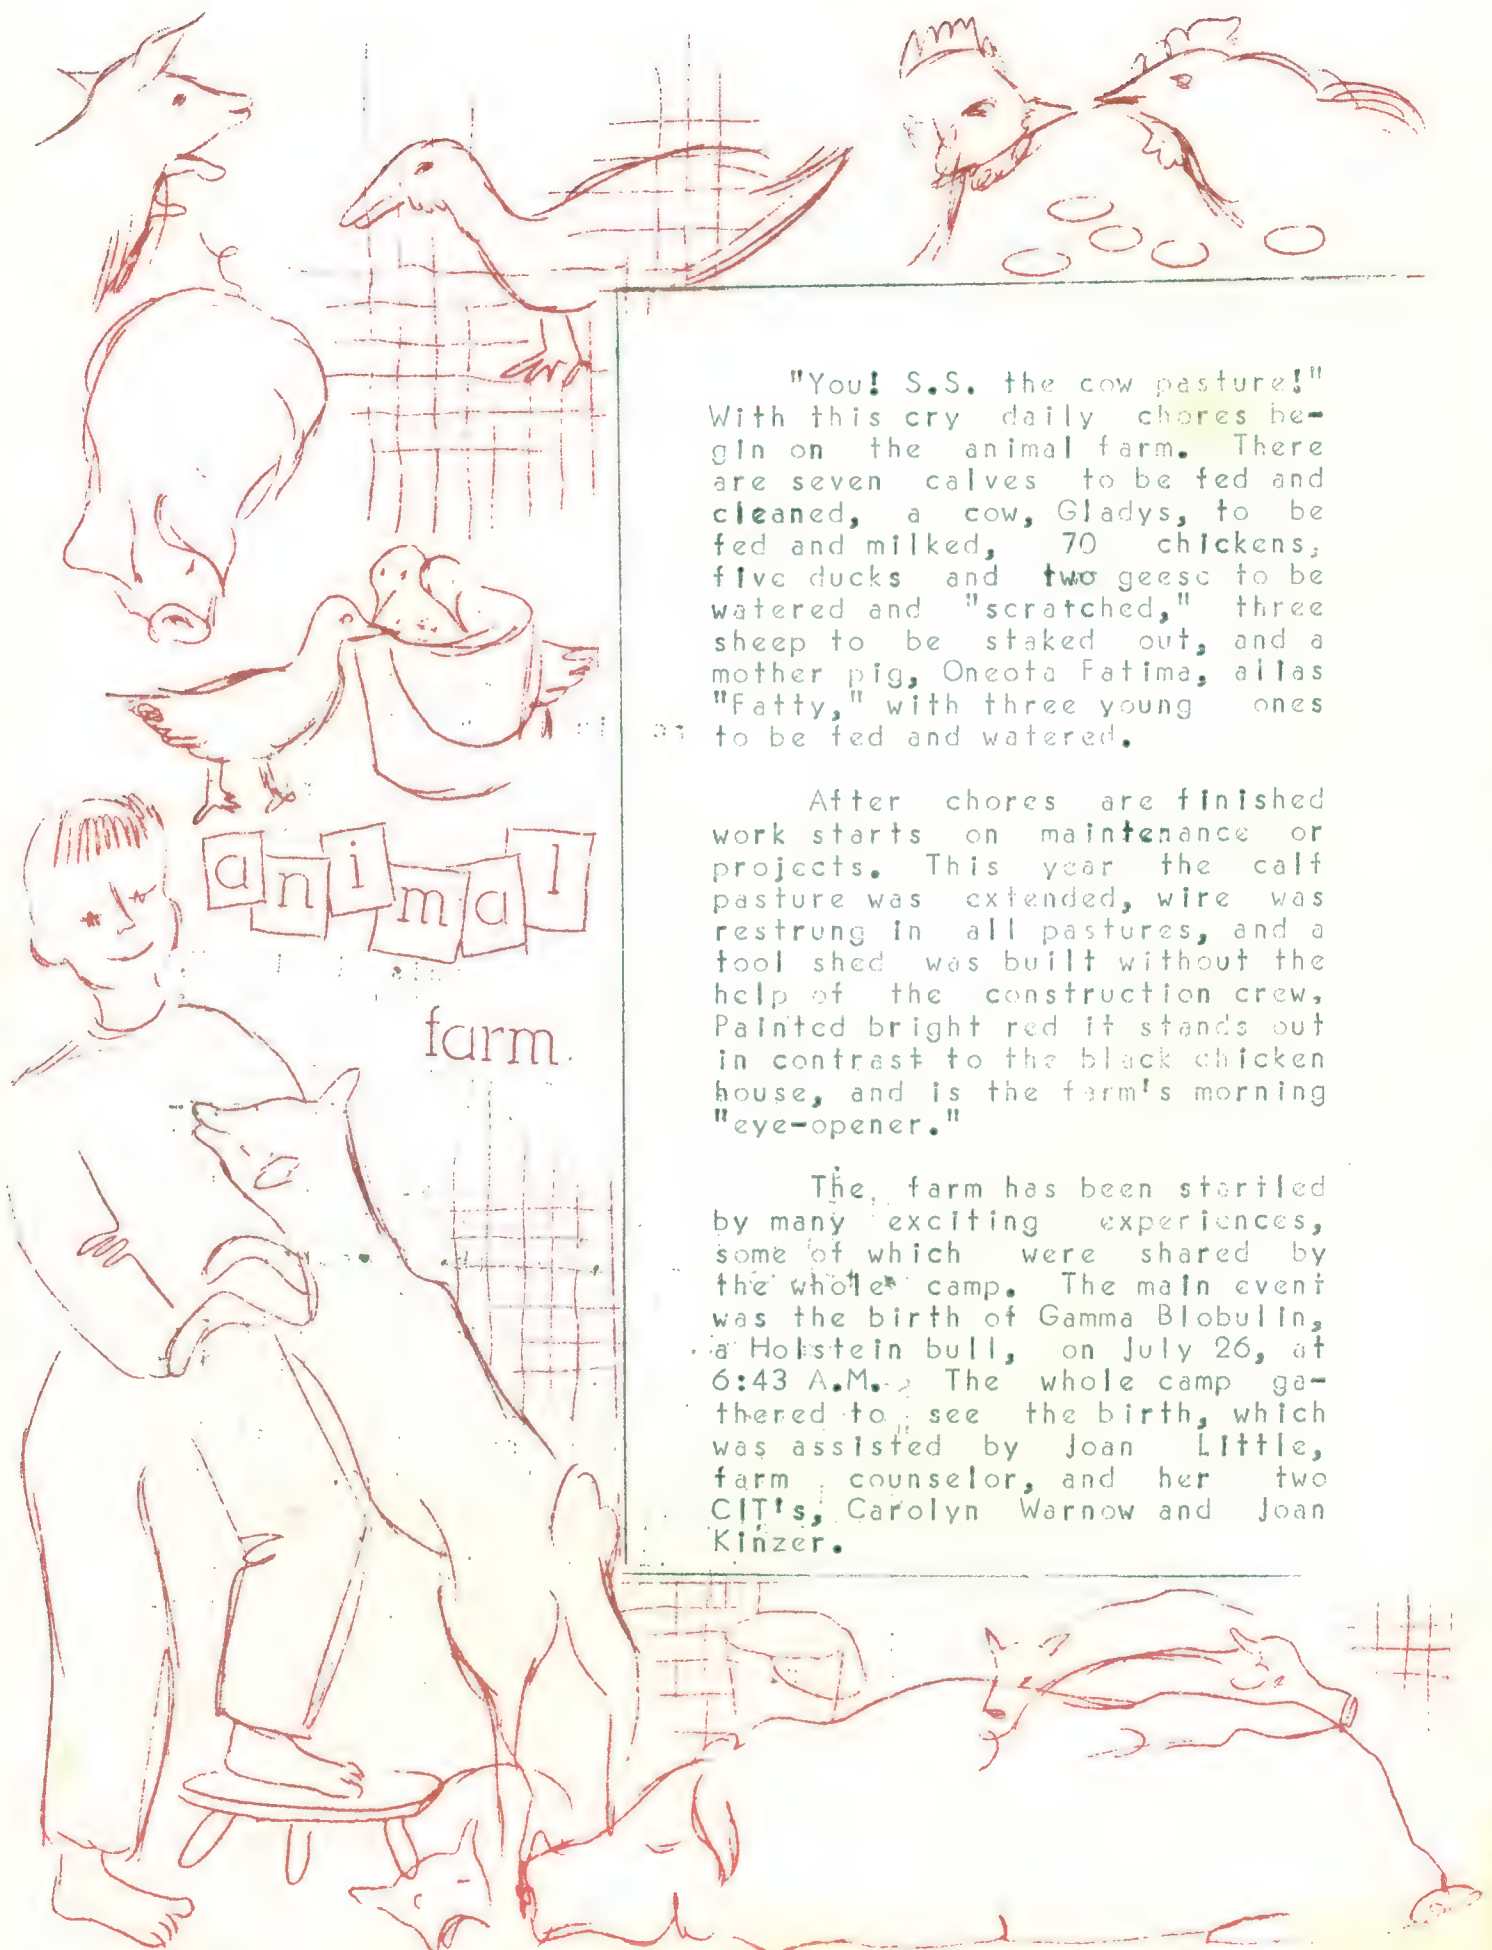 animal
farm.
"You! S.S. the cow pasture!"
With this cry daily chores be-
gin on the animal farm. There
are seven calves to be fed and
cleaned, a cow, Gladys, to be
fed and milked, 70 chickens,
five ducks and two geese to be
watered and "scratched," three
sheep to be staked out, and a
mother pig, Oneota Fatima, alias
"Fatty," with three young ones
to be fed and watered.
After chores are finished
work starts on maintenance or
projects. This year the calf
pasture was extended, wire was
restrung in all pastures, and a
tool shed was built without the
help of the construction crew,
Painted bright red it stands out
in contrast to the black chicken
house, and is the farm's morning
"eye-opener."
The farm has been startled
by many exciting experiences,
some of which were shared by
the whole camp. The main event
was the birth of Gamma Blobulin,
a Holstein bull, on July 26, at
6:43 A.M. The whole camp ga-
thered to see the birth, which
was assisted by Joan Little,
farm counselor, and her two
CIT's, Carolyn Warnow and Joan
Kinzer.